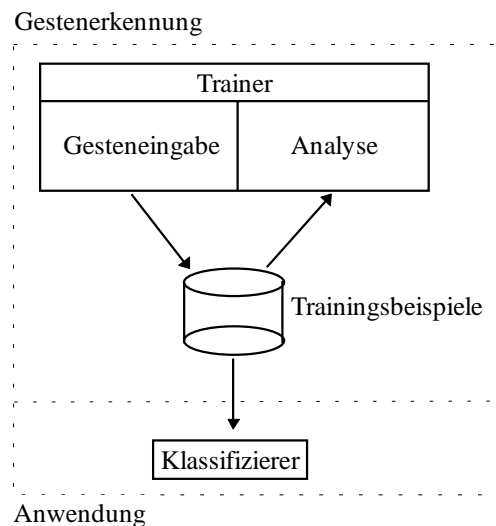 Gestenerkennung
Trainer
Gesteneingabe
Analyse
Trainingsbeispiele
Klassifizierer
Anwendung